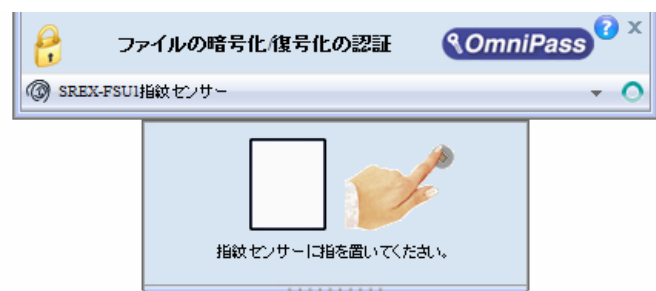 ファイルの暗号化/復号化の認証
OmniPass
SREX-FSU1指紋センサー
指紋センサーに指を置いてください。